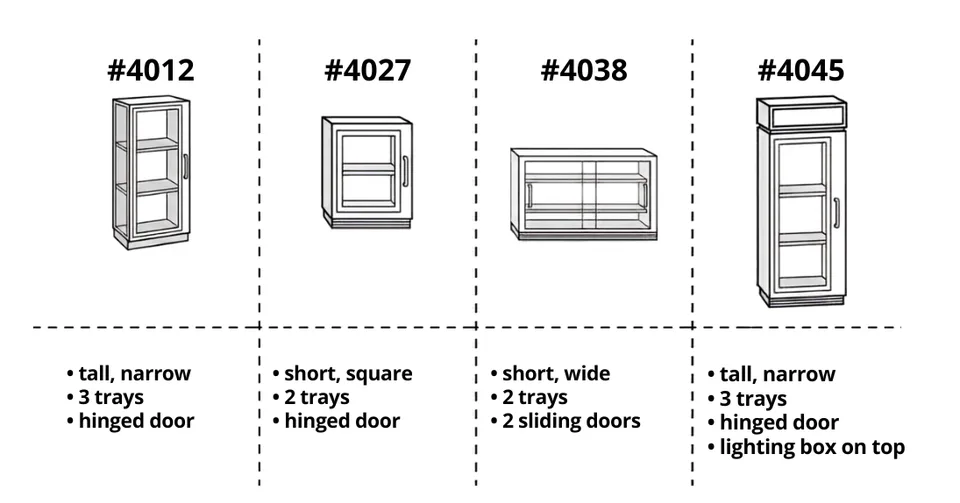 #4012
#4027
#4038
#4045
• tall, narrow
• 3 trays
• hinged door
• short, square
• 2 trays
• hinged door
• short, wide
• 2 trays
• 2 sliding doors
• tall, narrow
• 3 trays
• hinged door
• lighting box on top